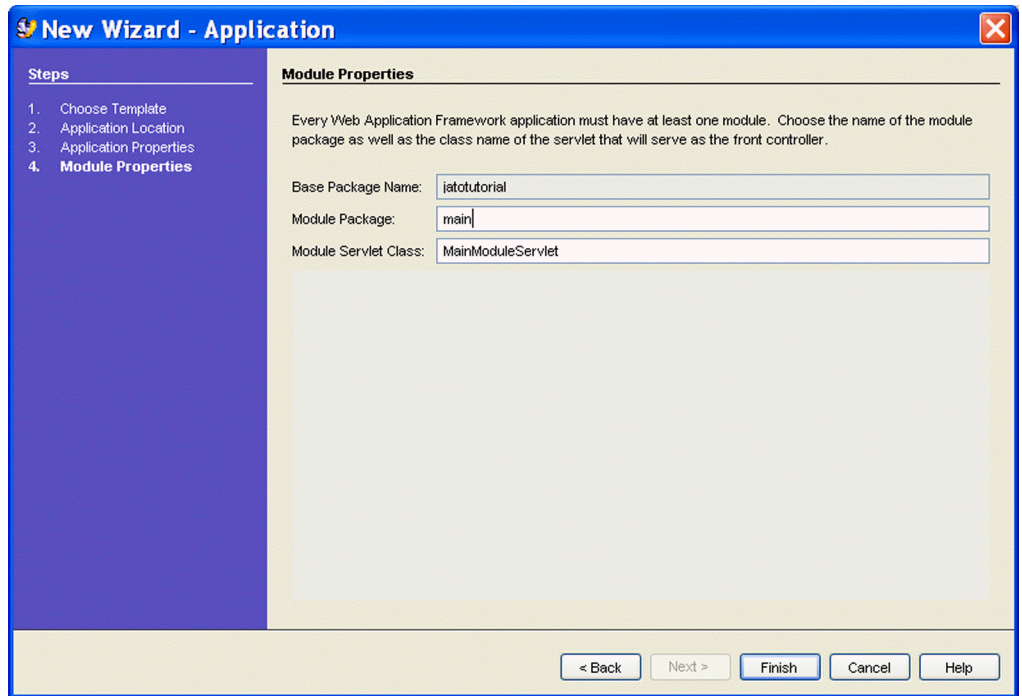 New Wizard - Application
Steps
1. Choose Template
2. Application Location
3. Application Properties
4. Module Properties
Module Properties
Every Web Application Framework application must have at least one module. Choose the name of the module
package as well as the class name of the servlet that will serve as the front controller.
Base Package Name: jatotutorial
Module Package: main
Module Servlet Class: MainModuleServlet
< Back Next > Finish Cancel Help